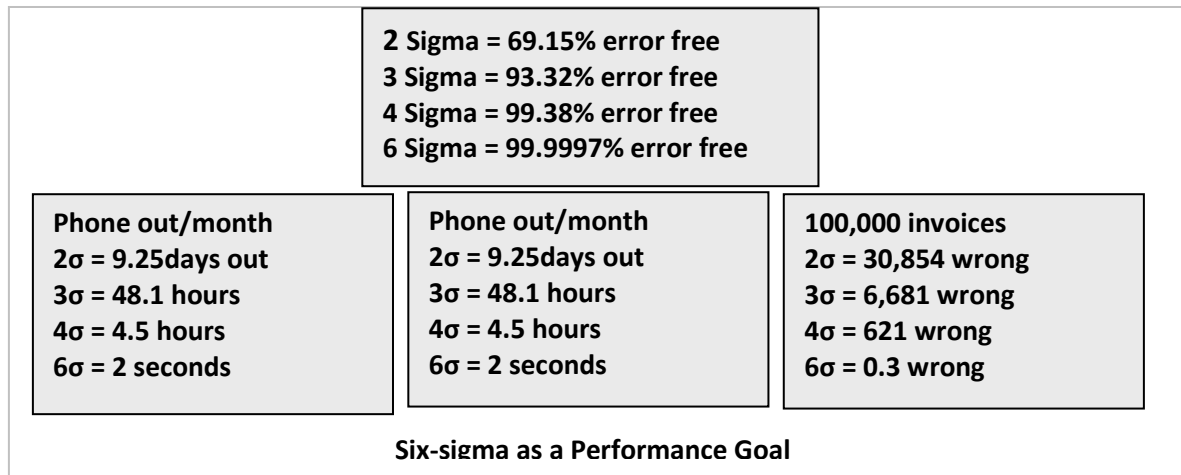 2 Sigma = 69.15% error free
3 Sigma = 93.32% error free
4 Sigma = 99.38% error free
6 Sigma = 99.9997% error free
Phone out/month
2σ = 9.25days out
3σ = 48.1 hours
4σ = 4.5 hours
6σ = 2 seconds
Phone out/month
2σ = 9.25days out
3σ = 48.1 hours
4σ = 4.5 hours
6σ = 2 seconds
100,000 invoices
2σ = 30,854 wrong
3σ = 6,681 wrong
4σ = 621 wrong
6σ = 0.3 wrong
Six-sigma as a Performance Goal